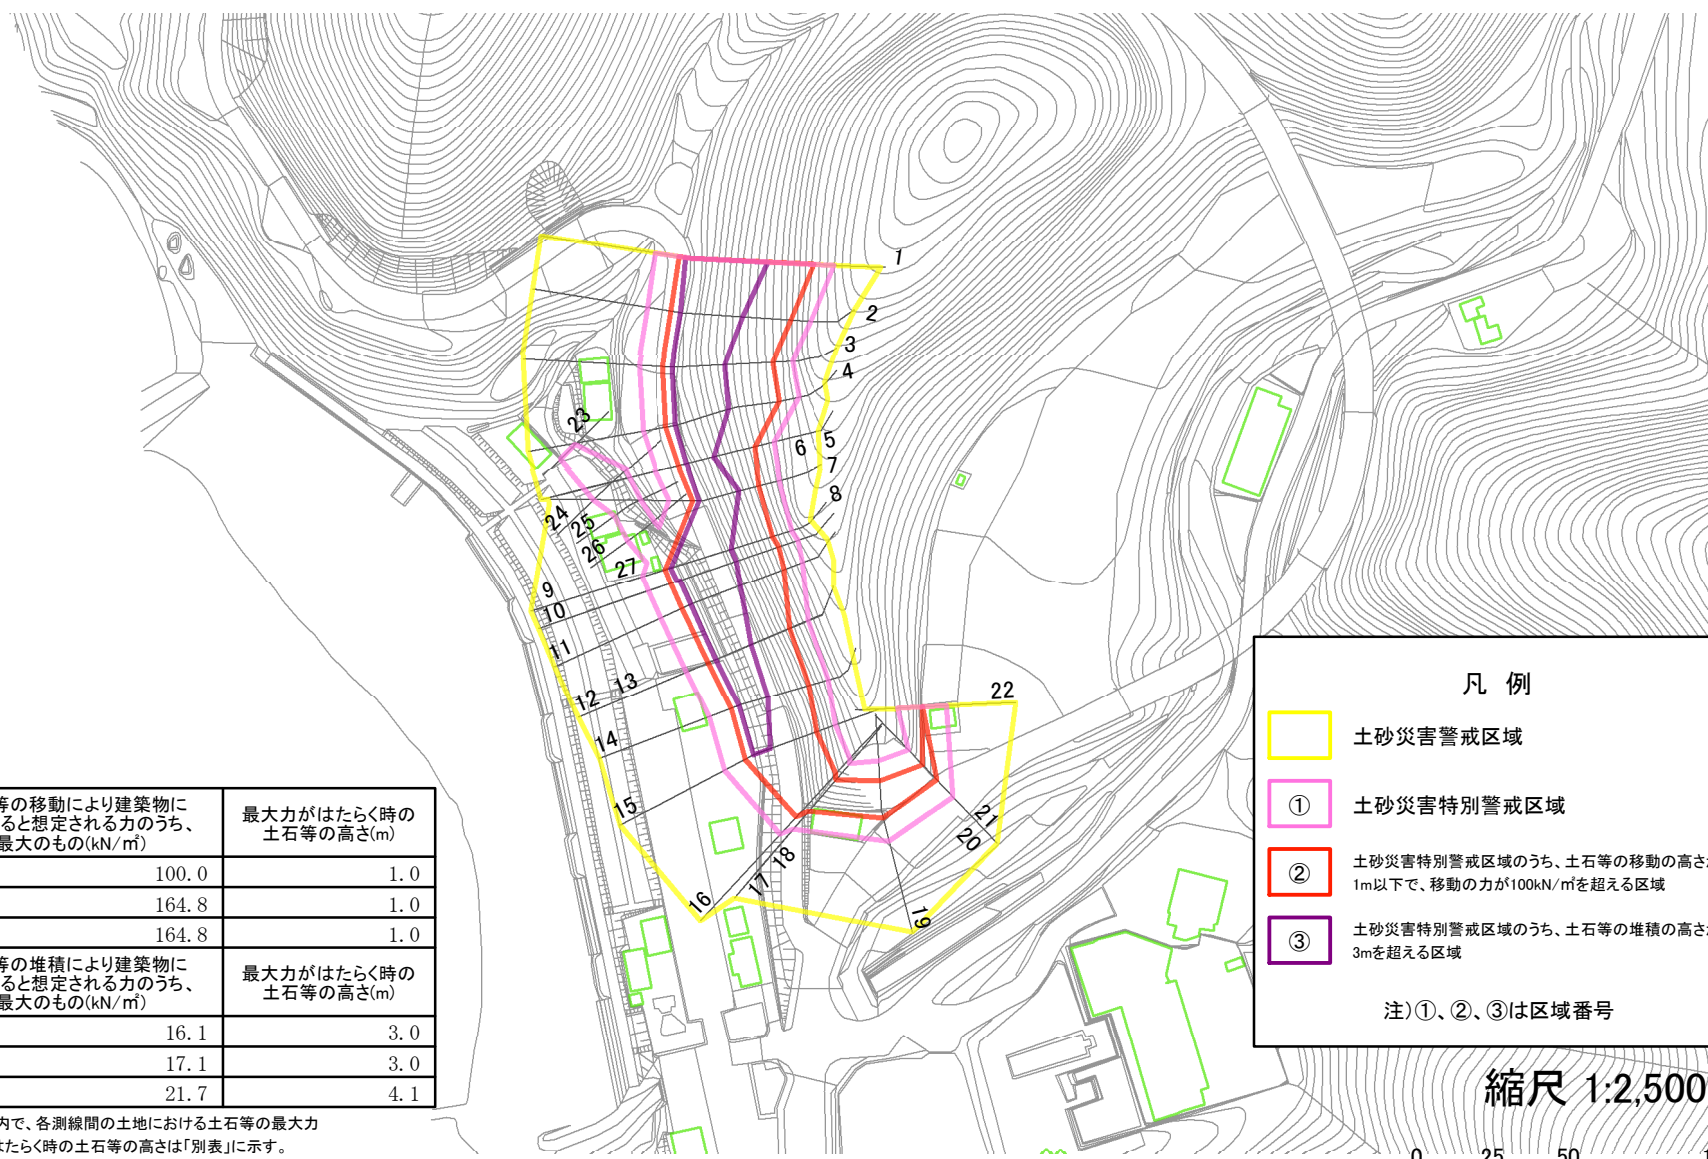 1
2
3
4
5
6
7
8
23
24
25
26
27
9
10
11
12
13
14
15
16
17
18
19
20
21
22
凡 例
土砂災害警戒区域
① 土砂災害特別警戒区域
② 土砂災害特別警戒区域のうち、土石等の移動の高さが
1m以下で、移動の力が100kN/㎡を超える区域
③ 土砂災害特別警戒区域のうち、土石等の堆積の高さが
3mを超える区域
注)①、②、③は区域番号
縮尺 1:2,500
0 25 50
等の移動により建築物に
ると想定される力のうち、
最大のもの(kN/㎡)
最大力がはたらく時の
土石等の高さ(m)
100.0 1.0
164.8 1.0
164.8 1.0
等の堆積により建築物に
ると想定される力のうち、
最大のもの(kN/㎡)
最大力がはたらく時の
土石等の高さ(m)
16.1 3.0
17.1 3.0
21.7 4.1
内で、各測線間の土地における土石等の最大力
はたらく時の土石等の高さは「別表」に示す。